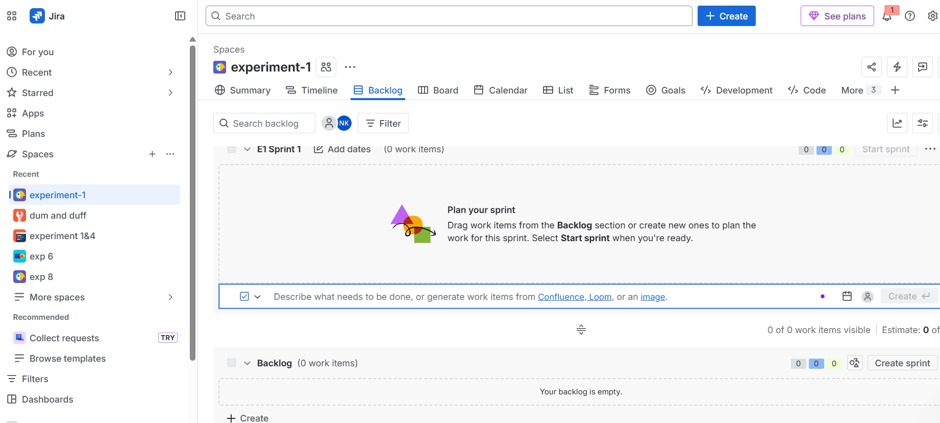 Jira
Search
+ Create
See plans
1
For you
Recent
Starred
Apps
Plans
Spaces
Recent
experiment-1
dum and duff
experiment 1&4
exp 6
exp 8
More spaces
Recommended
Collect requests TRY
Browse templates
Filters
Dashboards
Spaces
experiment-1
Summary Timeline Backlog Board Calendar List Forms Goals Development Code More 3
Search backlog NK Filter
E1 Sprint 1 Add dates (0 work items) 0 0 0 Start sprint
Plan your sprint
Drag work items from the Backlog section or create new ones to plan the
work for this sprint. Select Start sprint when you're ready.
Describe what needs to be done, or generate work items from Confluence, Loom, or an image. Create
0 of 0 work items visible Estimate: 0 of
Backlog (0 work items) 0 0 0 Create sprint
Your backlog is empty.
+ Create